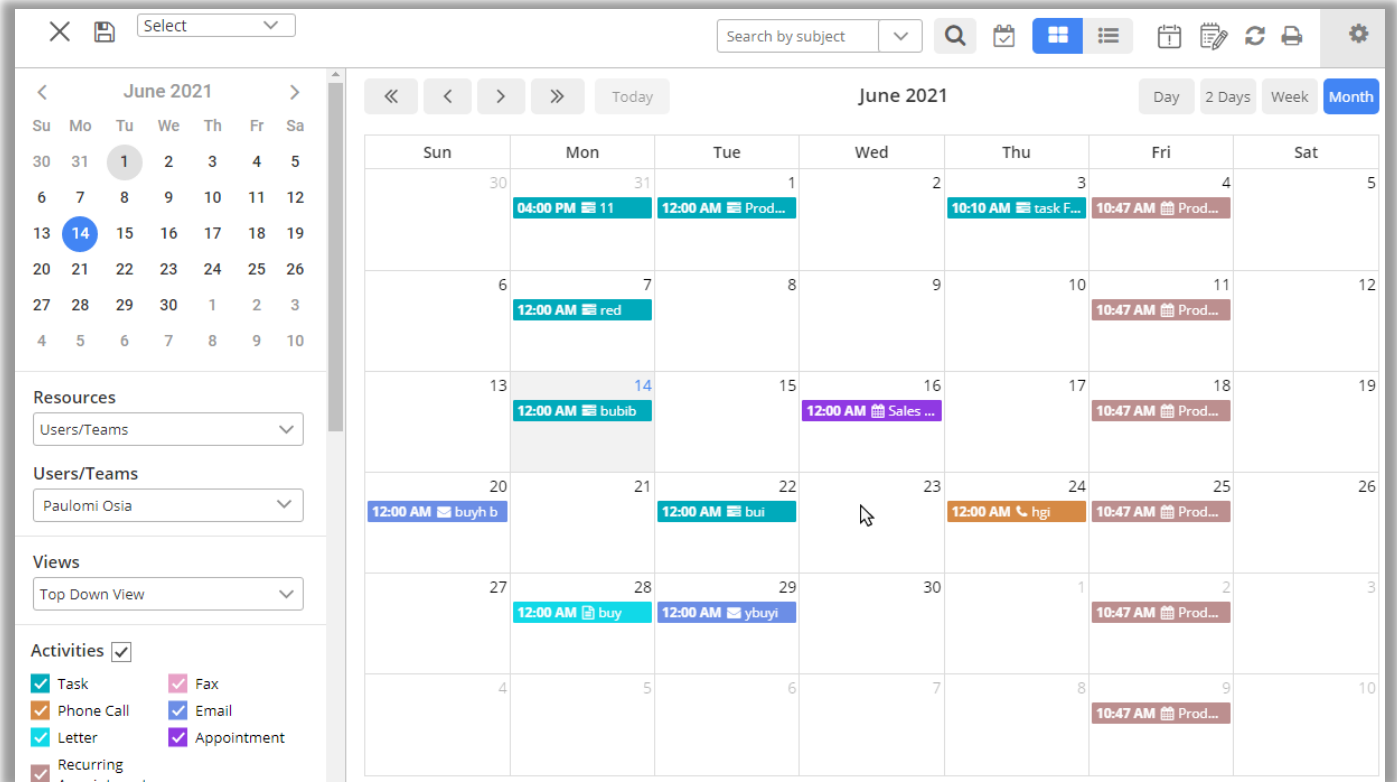 Select
Search by subject
June 2021
Su Mo Tu We Th Fr Sa
30 31 1 2 3 4 5
6 7 8 9 10 11 12
13 14 15 16 17 18 19
20 21 22 23 24 25 26
27 28 29 30 1 2 3
4 5 6 7 8 9 10
Resources
Users/Teams
Users/Teams
Paulomi Osia
Views
Top Down View
Activities
Task Fax
Phone Call Email
Letter Appointment
Recurring
Today June 2021 Day 2 Days Week Month
Sun Mon Tue Wed Thu Fri Sat
30 31 1 2 3 4 5
04:00 PM 11 12:00 AM Prod... 10:10 AM task F... 10:47 AM Prod...
6 7 8 9 10 11 12
12:00 AM red 10:47 AM Prod...
13 14 15 16 17 18 19
12:00 AM bubib 12:00 AM Sales ... 10:47 AM Prod...
20 21 22 23 24 25 26
12:00 AM buyh b 12:00 AM bui 12:00 AM hgi 10:47 AM Prod...
27 28 29 30 1 2 3
12:00 AM buy 12:00 AM ybuyi 10:47 AM Prod...
4 5 6 7 8 9 10
10:47 AM Prod...